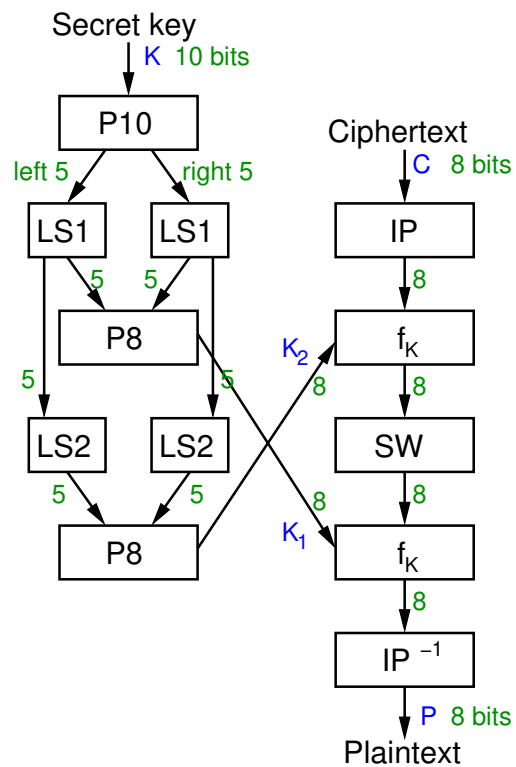 Secret key
K 10 bits
P10
left 5
right 5
LS1
LS1
5
5
P8
5
5
LS2
LS2
5
5
P8
Ciphertext
C 8 bits
IP
8
K2
8
fK
8
SW
8
8
K1
fK
8
IP −1
P 8 bits
Plaintext